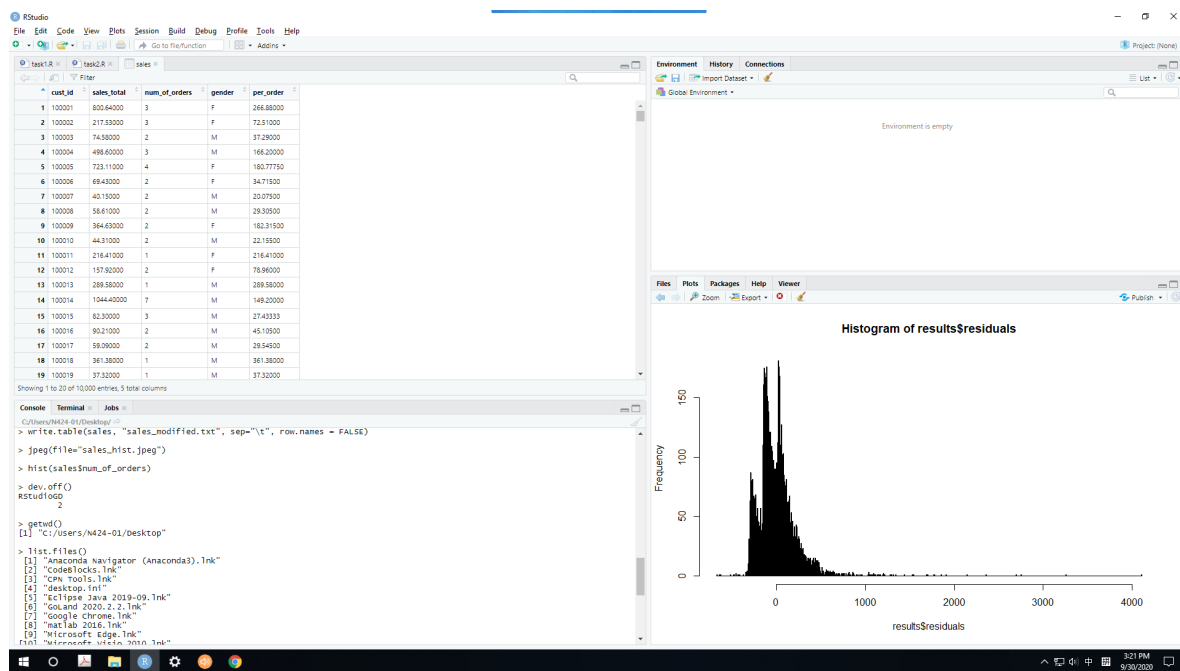 RStudio
File Edit Code View Plots Session Build Debug Profile Tools Help
Go to file/function Addins Project: (None)
task1.R task2.R sales
Filter
cust_id sales_total num_of_orders gender per_order
1 100001 800.64000 3 F 266.88000
2 100002 217.53000 3 F 72.51000
3 100003 74.58000 2 M 37.29000
4 100004 498.60000 3 M 166.20000
5 100005 723.11000 4 F 180.77750
6 100006 69.43000 2 F 34.71500
7 100007 40.15000 2 M 20.07500
8 100008 58.61000 2 M 29.30500
9 100009 364.63000 2 F 182.31500
10 100010 44.31000 2 M 22.15500
11 100011 216.41000 1 F 216.41000
12 100012 157.92000 2 F 78.96000
13 100013 289.58000 1 M 289.58000
14 100014 1044.40000 7 M 149.20000
15 100015 82.30000 3 M 27.43333
16 100016 90.21000 2 M 45.10500
17 100017 59.09000 2 M 29.54500
18 100018 361.38000 1 M 361.38000
19 100019 37.32000 1 M 37.32000
Showing 1 to 20 of 10,000 entries, 5 total columns
Console Terminal Jobs
C:/Users/N424-01/Desktop/
> write.table(sales, "sales_modified.txt", sep="\t", row.names = FALSE)
> jpeg(file="sales_hist.jpeg")
> hist(sales$num_of_orders)
> dev.off()
RStudioGD
2
> getwd()
[1] "C:/Users/N424-01/Desktop"
> list.files()
[1] "Anaconda Navigator (Anaconda3).lnk"
[2] "CodeBlocks.lnk"
[3] "CPN Tools.lnk"
[4] "desktop.ini"
[5] "Eclipse Java 2019-09.lnk"
[6] "GoLand 2020.2.2.lnk"
[7] "Google Chrome.lnk"
[8] "matlab 2016.lnk"
[9] "Microsoft Edge.lnk"
[10] "Microsoft Visio 2010.lnk"
Environment History Connections
Import Dataset List
Global Environment
Environment is empty
Files Plots Packages Help Viewer
Zoom Export Publish
Histogram of results$residuals
Frequency
150
100
50
0
0 1000 2000 3000 4000
results$residuals
中
3:21 PM
9/30/2020